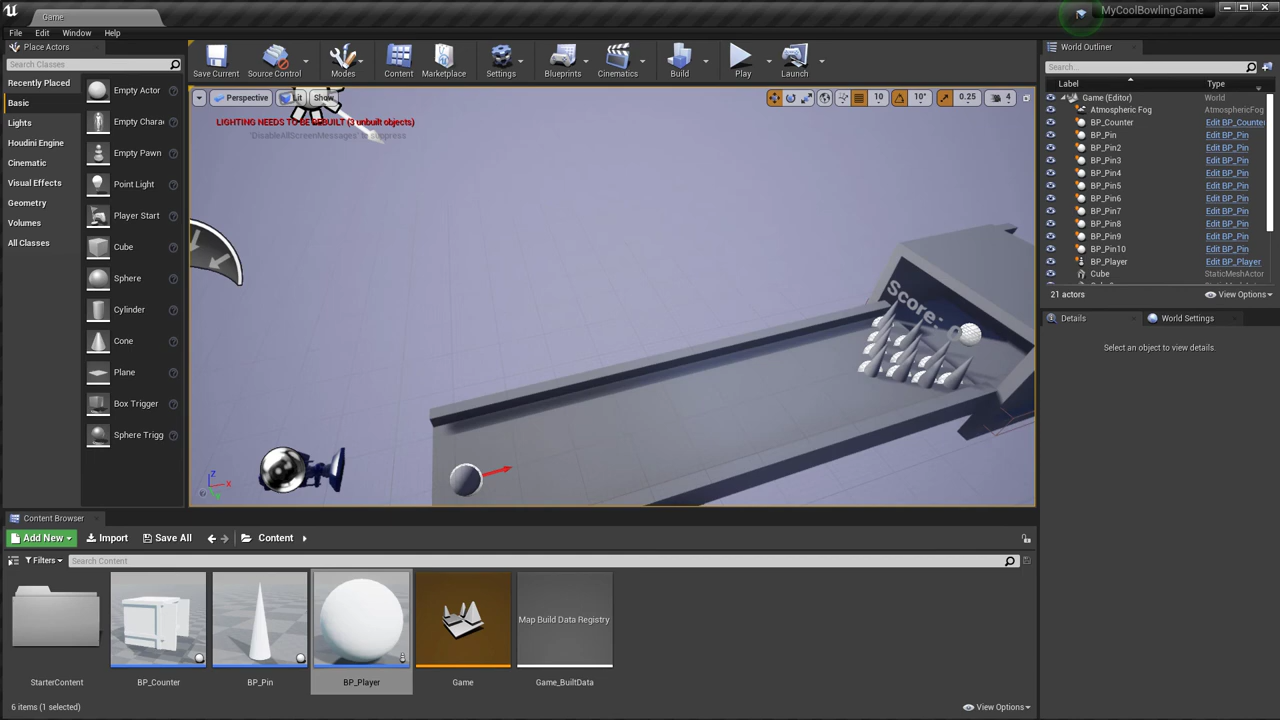 Game
MyCoolBowlingGame
File Edit Window Help
Place Actors
Search Classes
Recently Placed
Basic
Lights
Houdini Engine
Cinematic
Visual Effects
Geometry
Volumes
All Classes
Empty Actor
Empty Chara
Empty Pawn
Point Light
Player Start
Cube
Sphere
Cylinder
Cone
Plane
Box Trigger
Sphere Trigg
Save Current Source Control Modes Content Marketplace Settings Blueprints Cinematics Build Play Launch
Perspective Lit Show 10 10° 0.25 4
LIGHTING NEEDS TO BE REBUILT (3 unbuilt objects)
'DisableAllScreenMessages' to suppress
Score: 0
Z
X
Y
World Outliner
Search...
Label Type
Game (Editor) World
Atmospheric Fog AtmosphericFog
BP_Counter Edit BP_Counter
BP_Pin Edit BP_Pin
BP_Pin2 Edit BP_Pin
BP_Pin3 Edit BP_Pin
BP_Pin4 Edit BP_Pin
BP_Pin5 Edit BP_Pin
BP_Pin6 Edit BP_Pin
BP_Pin7 Edit BP_Pin
BP_Pin8 Edit BP_Pin
BP_Pin9 Edit BP_Pin
BP_Pin10 Edit BP_Pin
BP_Player Edit BP_Player
Cube StaticMeshActor
21 actors View Options
Details World Settings
Select an object to view details.
Content Browser
Add New Import Save All Content
Filters Search Content
Map Build Data Registry
StarterContent BP_Counter BP_Pin BP_Player Game Game_BuiltData
6 items (1 selected) View Options